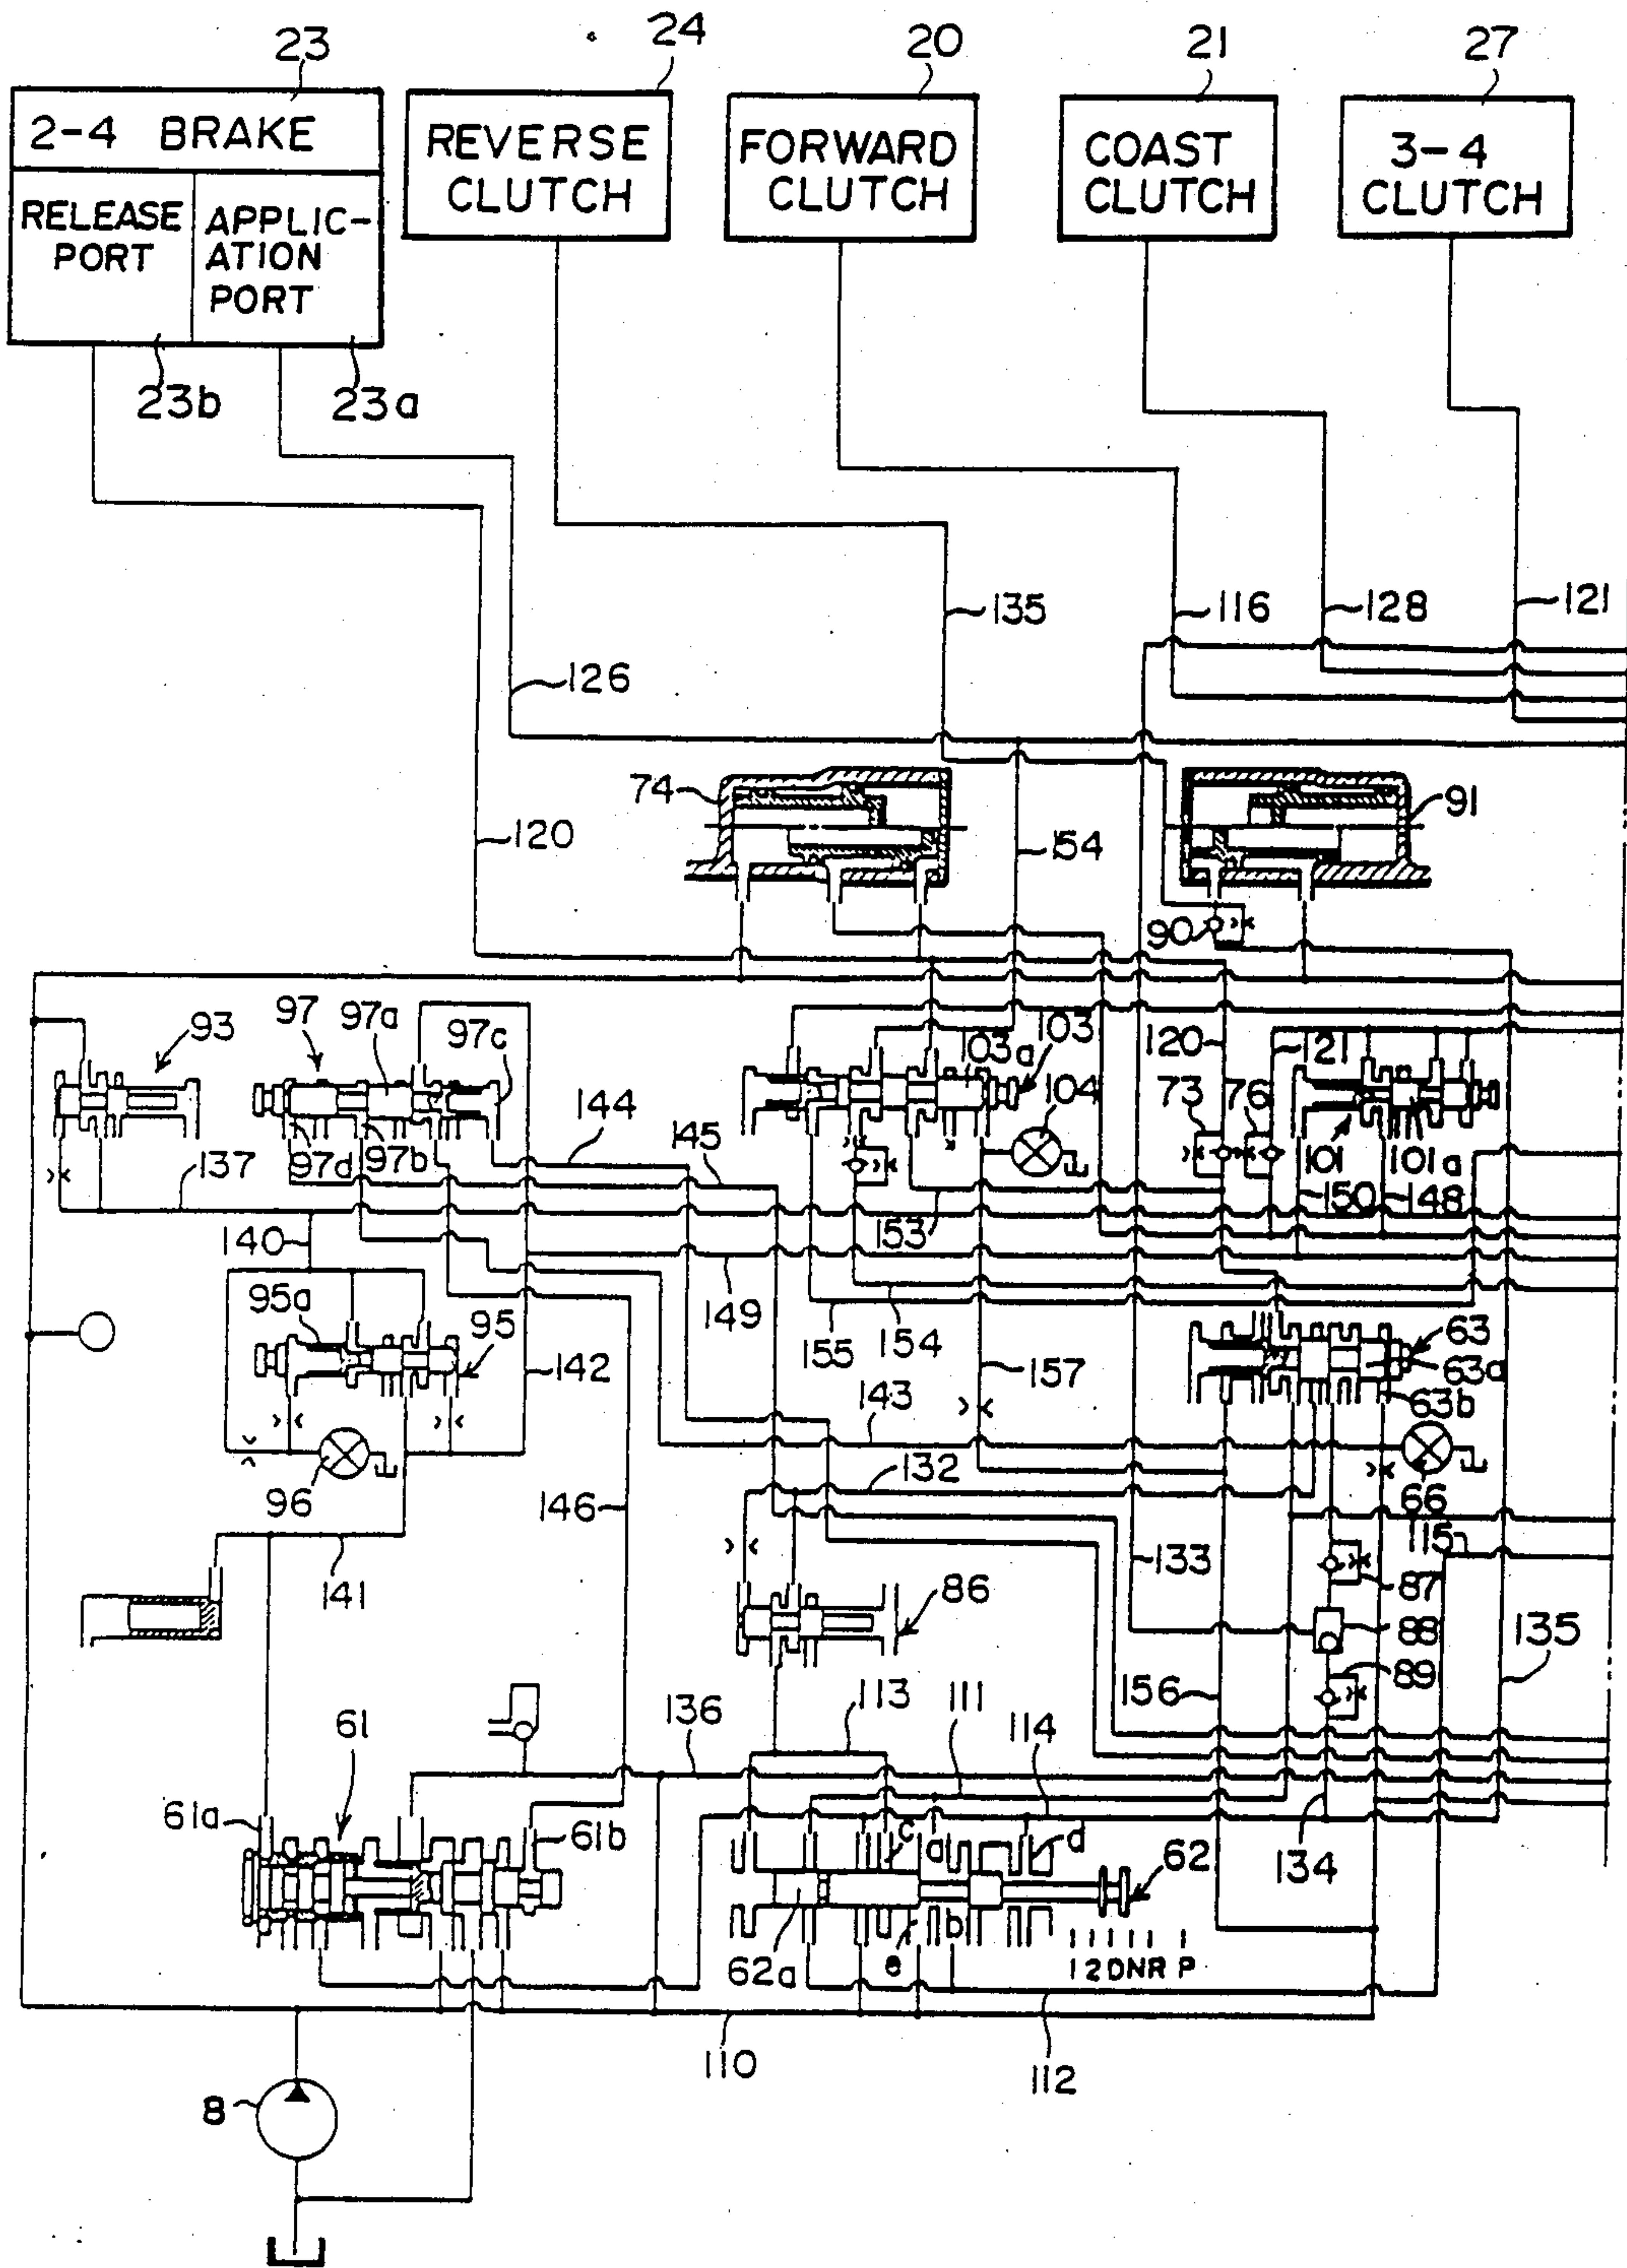 23
24
20
21
27
2-4 BRAKE
RELEASE
PORT
APPLIC-
ATION
PORT
REVERSE
CLUTCH
FORWARD
CLUTCH
COAST
CLUTCH
3-4
CLUTCH
23b
23a
135
116
128
121
126
74
91
120
154
90
93
97
97a
97c
103a
103
120
121
104
73
76
144
145
97d
97b
101
101a
137
153
150
148
140
95a
95
149
155
154
63
63a
63b
142
157
143
132
96
146
66
115
141
133
87
86
88
135
89
156
113
111
61
136
114
61a
61b
c
a
d
62
134
62a
e
b
1 2 D N R P
110
112
8